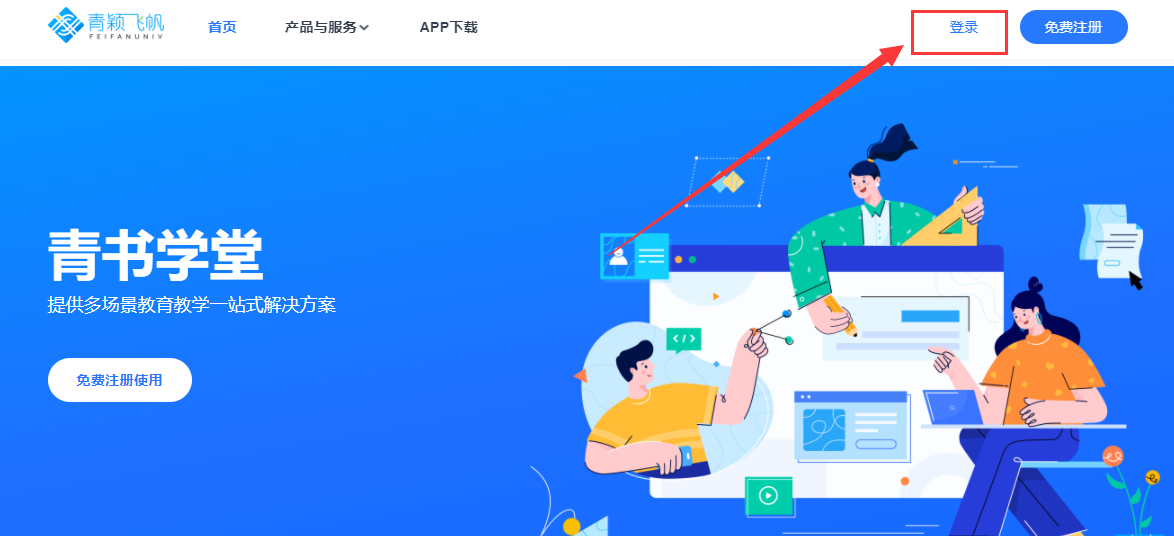 青颖飞帆
FEIFANUNIV
首页
产品与服务
APP下载
登录
免费注册
青书学堂
提供多场景教育教学一站式解决方案
免费注册使用